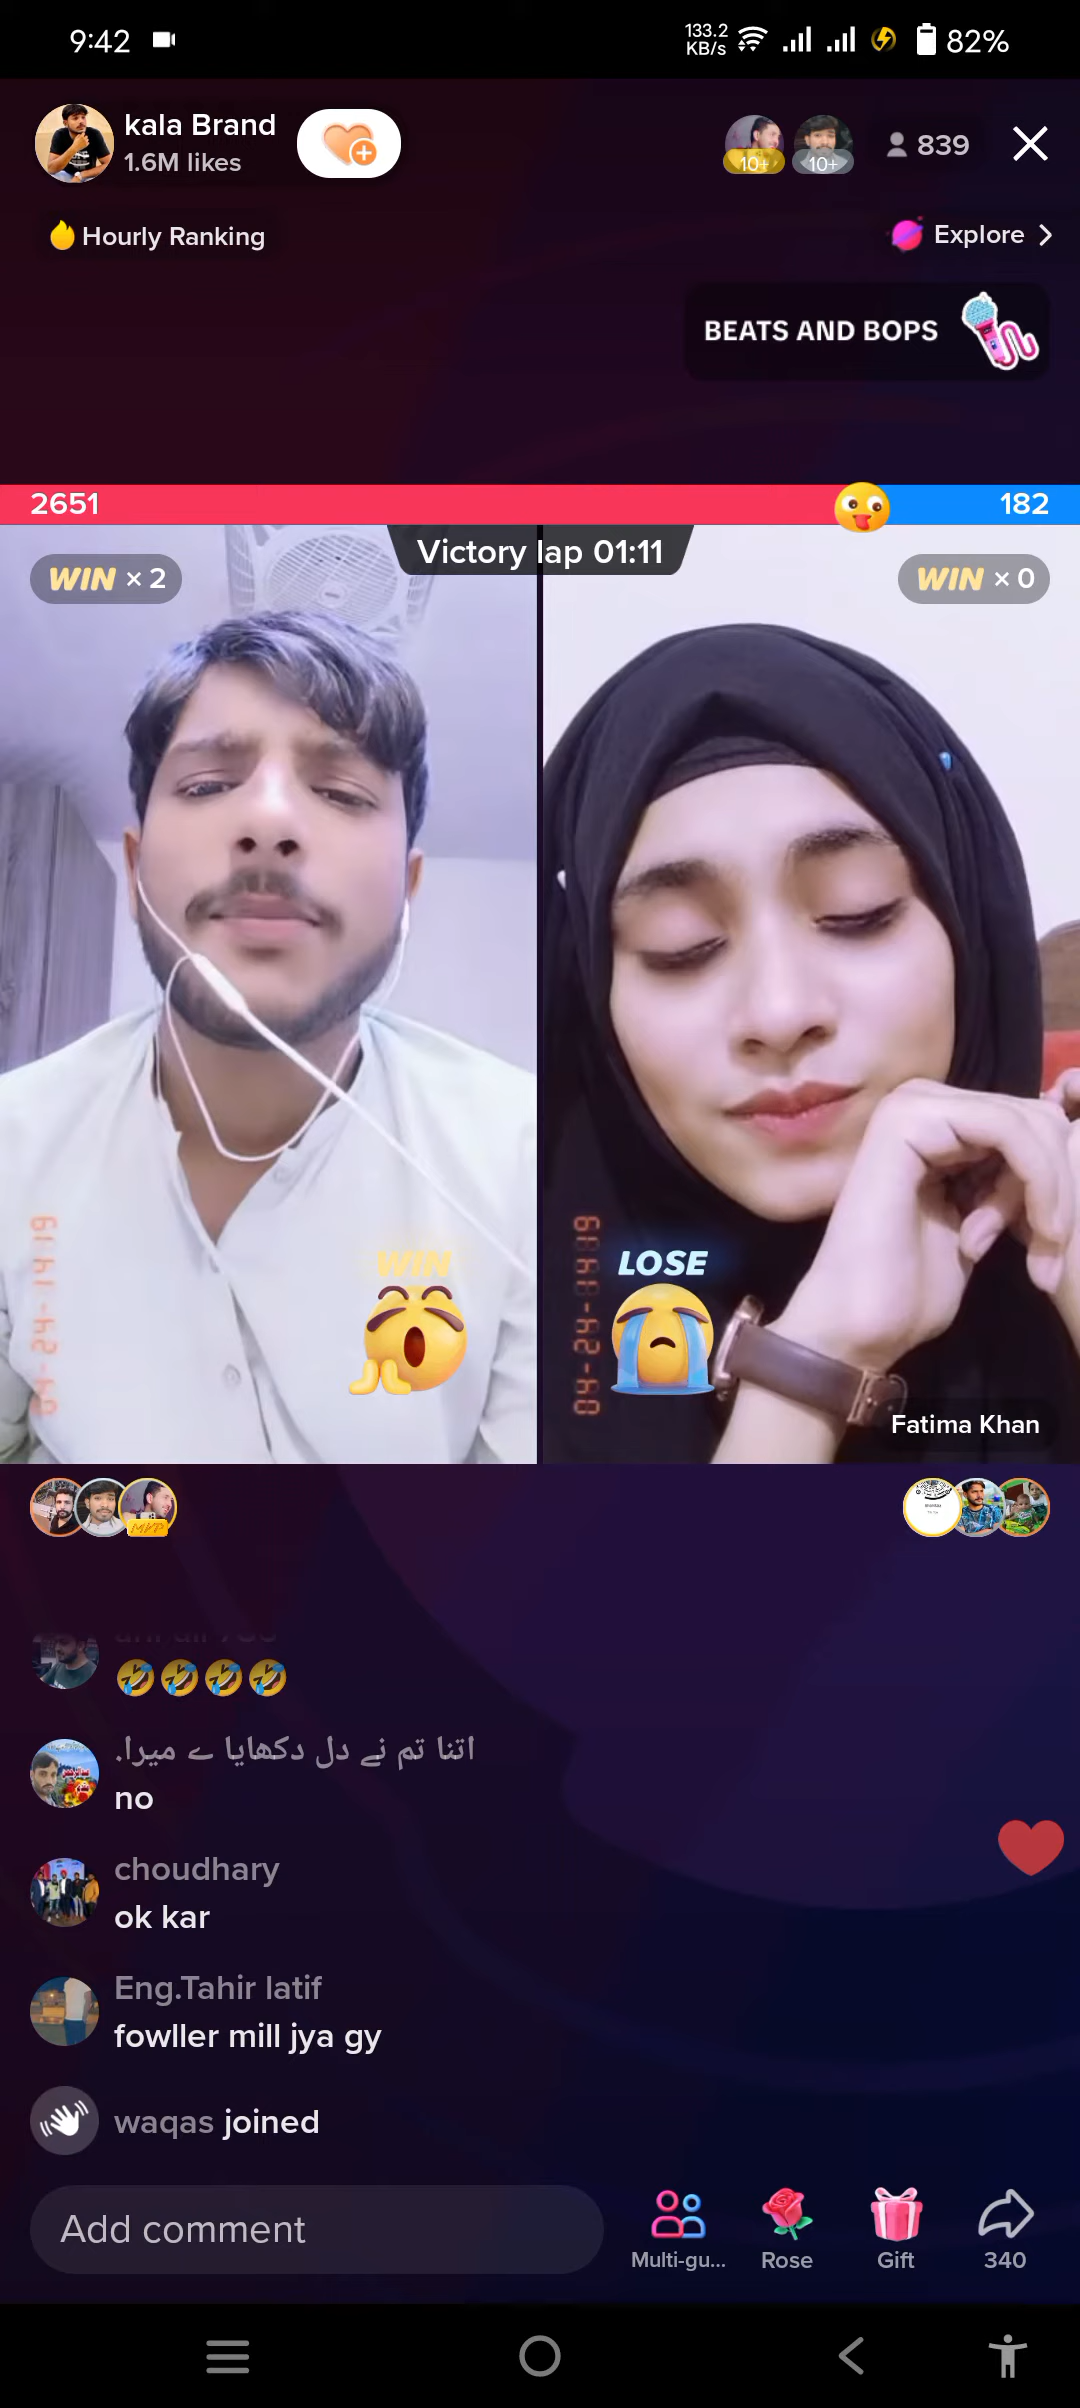 9:42
133.2
KB/s
82%
kala Brand
1.6M likes
10+
10+
839
Hourly Ranking
Explore
BEATS AND BOPS
2651
182
Victory lap 01:11
WIN × 2
WIN × 0
WIN
LOSE
Fatima Khan
اتنا تم نے دل دکھایا ے میرا.
no
choudhary
ok kar
Eng.Tahir latif
fowller mill jya gy
waqas joined
Add comment
Multi-gu...
Rose
Gift
340